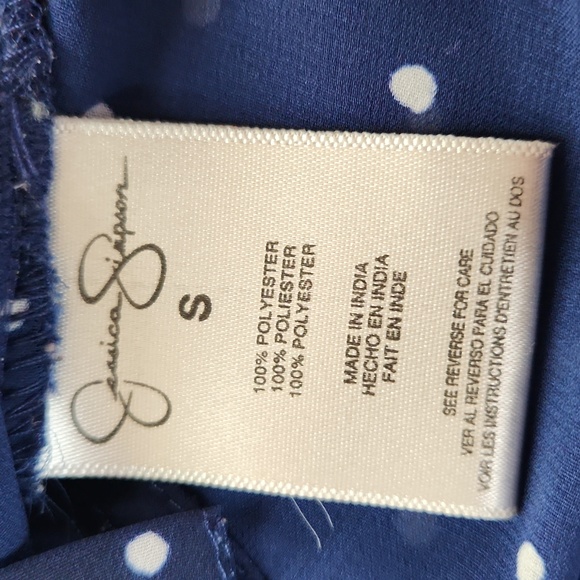 Jessica Simpson
S
100% POLYESTER
100% POLIESTER
100% POLYESTER
MADE IN INDIA
HECHO EN INDIA
FAIT EN INDE
SEE REVERSE FOR CARE
VER AL REVERSO PARA EL CUIDADO
VOIR LES INSTRUCTIONS D'ENTRETIEN AU DOS